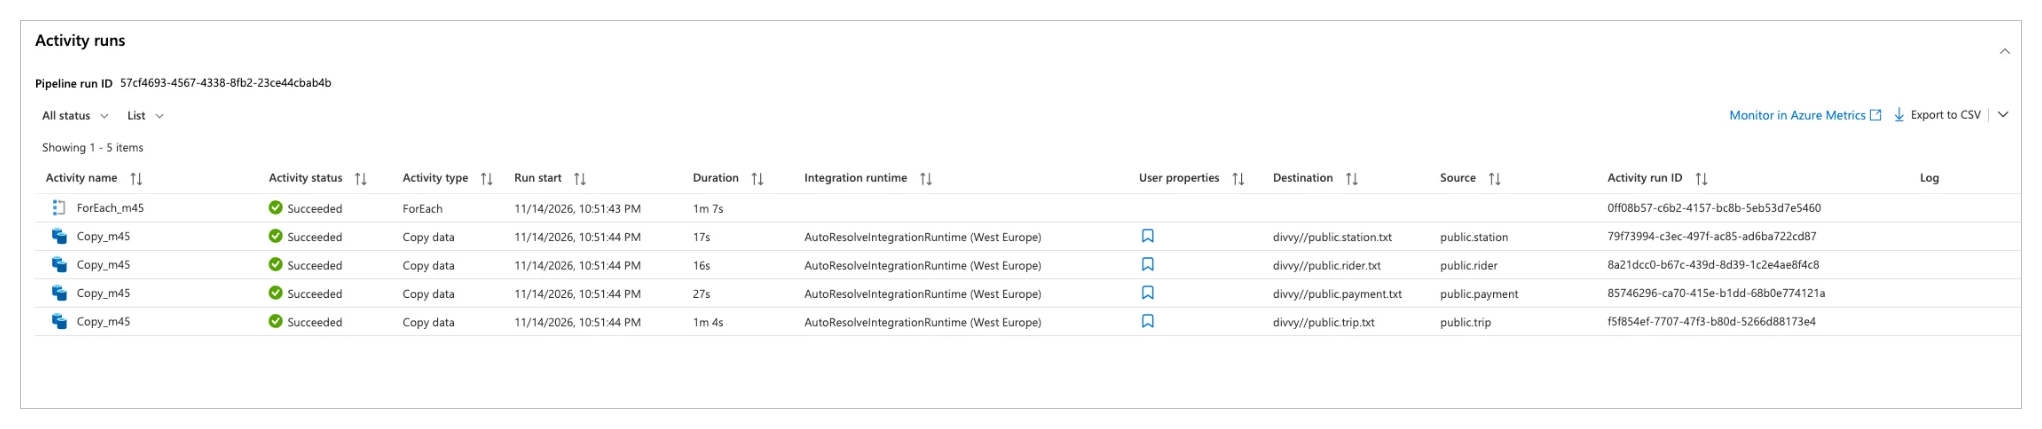 Activity runs
Pipeline run ID 57cf4693-4567-4338-8fb2-23ce44cbab4b
All status List Monitor in Azure Metrics Export to CSV
Showing 1 - 5 items
Activity name Activity status Activity type Run start Duration Integration runtime User properties Destination Source Activity run ID Log
ForEach_m45 Succeeded ForEach 11/14/2026, 10:51:43 PM 1m 7s 0ff08b57-c6b2-4157-bc8b-5eb53d7e5460
Copy_m45 Succeeded Copy data 11/14/2026, 10:51:44 PM 17s AutoResolveIntegrationRuntime (West Europe) divvy//public.station.txt public.station 79f73994-c3ec-497f-ac85-ad6ba722cd87
Copy_m45 Succeeded Copy data 11/14/2026, 10:51:44 PM 16s AutoResolveIntegrationRuntime (West Europe) divvy//public.rider.txt public.rider 8a21dcc0-b67c-439d-8d39-1c2e4ae8f4c8
Copy_m45 Succeeded Copy data 11/14/2026, 10:51:44 PM 27s AutoResolveIntegrationRuntime (West Europe) divvy//public.payment.txt public.payment 85746296-ca70-415e-b1dd-68b0e774121a
Copy_m45 Succeeded Copy data 11/14/2026, 10:51:44 PM 1m 4s AutoResolveIntegrationRuntime (West Europe) divvy//public.trip.txt public.trip f5f854ef-7707-47f3-b80d-5266d88173e4